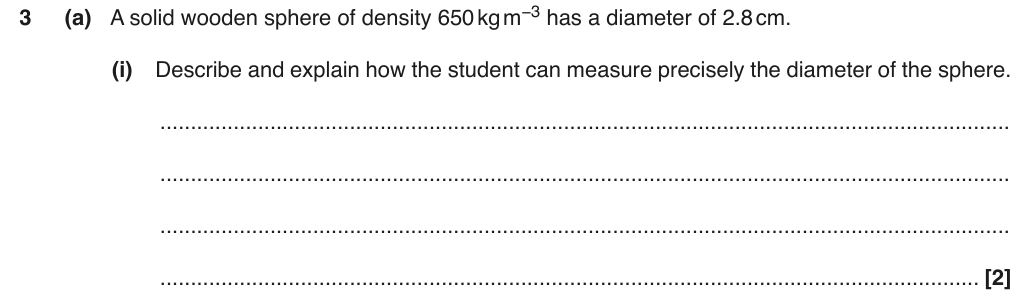 3 (a) A solid wooden sphere of density 650 kg m⁻³ has a diameter of 2.8 cm.
(i) Describe and explain how the student can measure precisely the diameter of the sphere.
...................................................................................................................................................
...................................................................................................................................................
...................................................................................................................................................
.............................................................................................................................................. [2]